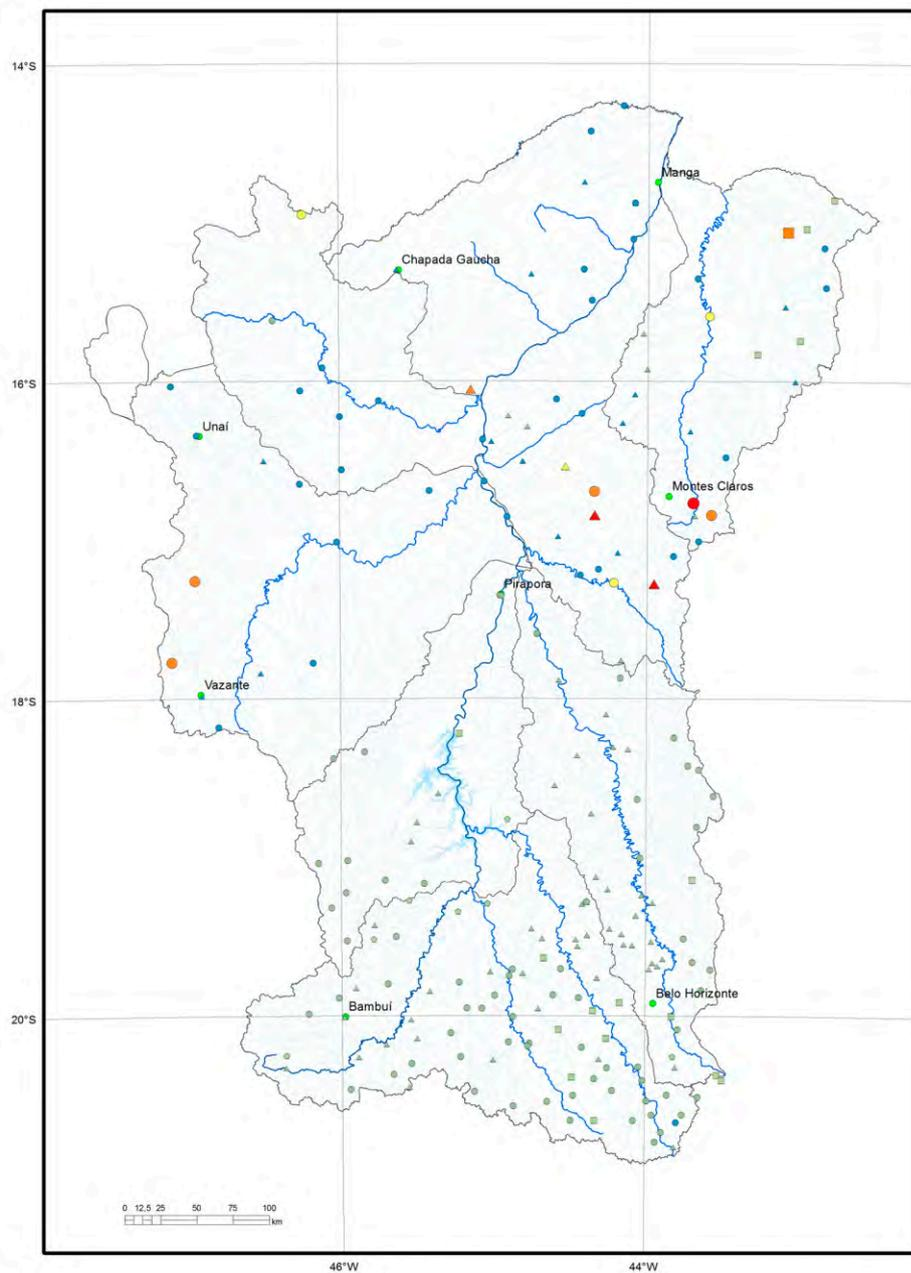 14°S
Manga
Chapada Gaucha
16°S
Unaí
Montes Claros
Pirapora
Vazante
18°S
Belo Horizonte
Bambuí
20°S
0 12,5 25 50 75 100
km
46°W 44°W